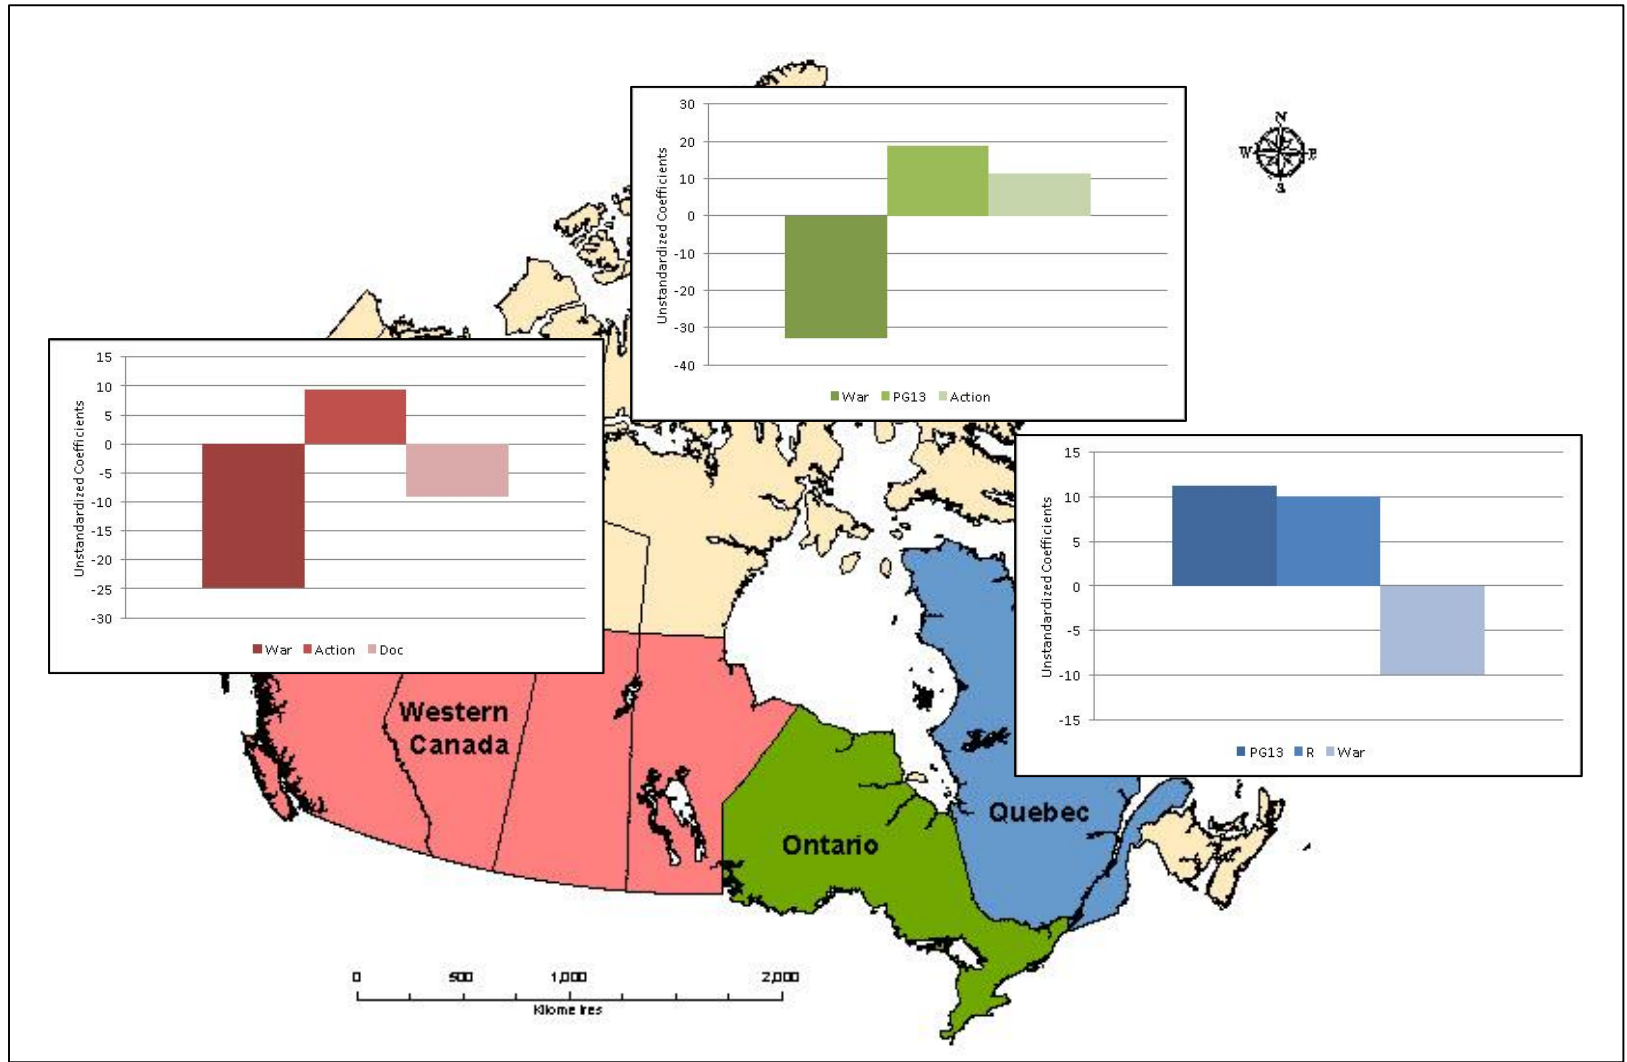 N
W E
S
30
20
10
0
-10
-20
-30
-40
Unstandardized Coefficients
War PG13 Action
15
10
5
0
-5
-10
-15
-20
-25
-30
Unstandardized Coefficients
War Action Doc
15
10
5
0
-5
-10
-15
Unstandardized Coefficients
PG13 R War
Western
Canada
Ontario
Quebec
0 500 1,000 2,000